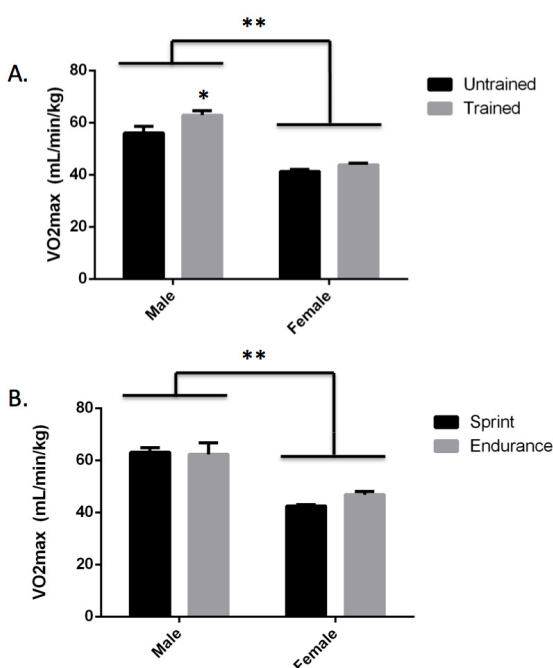 **
A.
80
60
40
20
0
VO2max (mL/min/kg)
*
Male
Female
Untrained
Trained
**
B.
80
60
40
20
0
VO2max (mL/min/kg)
Male
Female
Sprint
Endurance